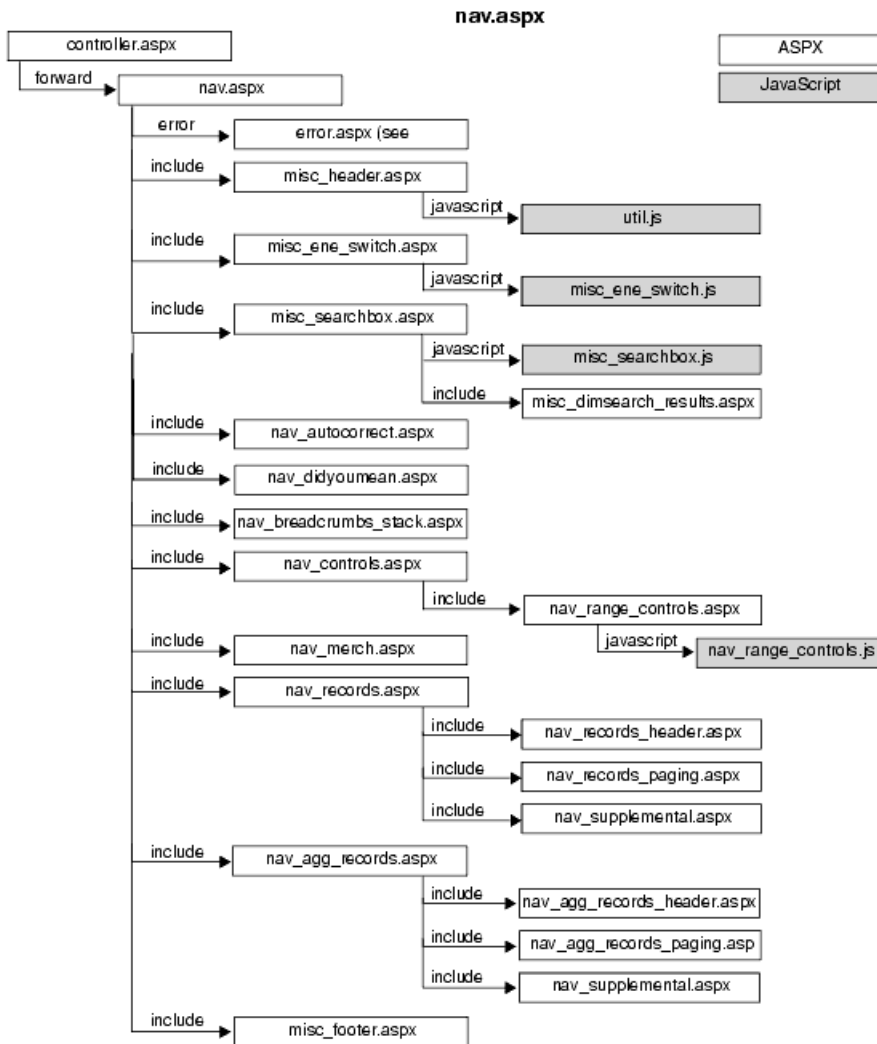 nav.aspx
controller.aspx
ASPX
forward
nav.aspx
JavaScript
error
error.aspx (see
include
misc_header.aspx
javascript
util.js
include
misc_ene_switch.aspx
javascript
misc_ene_switch.js
include
misc_searchbox.aspx
javascript
misc_searchbox.js
include
misc_dimsearch_results.aspx
include
nav_autocorrect.aspx
include
nav_didyoumean.aspx
include
nav_breadcrumbs_stack.aspx
include
nav_controls.aspx
include
nav_range_controls.aspx
javascript
nav_range_controls.js
include
nav_merch.aspx
include
nav_records.aspx
include
nav_records_header.aspx
include
nav_records_paging.aspx
include
nav_supplemental.aspx
include
nav_agg_records.aspx
include
nav_agg_records_header.aspx
include
nav_agg_records_paging.asp
include
nav_supplemental.aspx
include
misc_footer.aspx